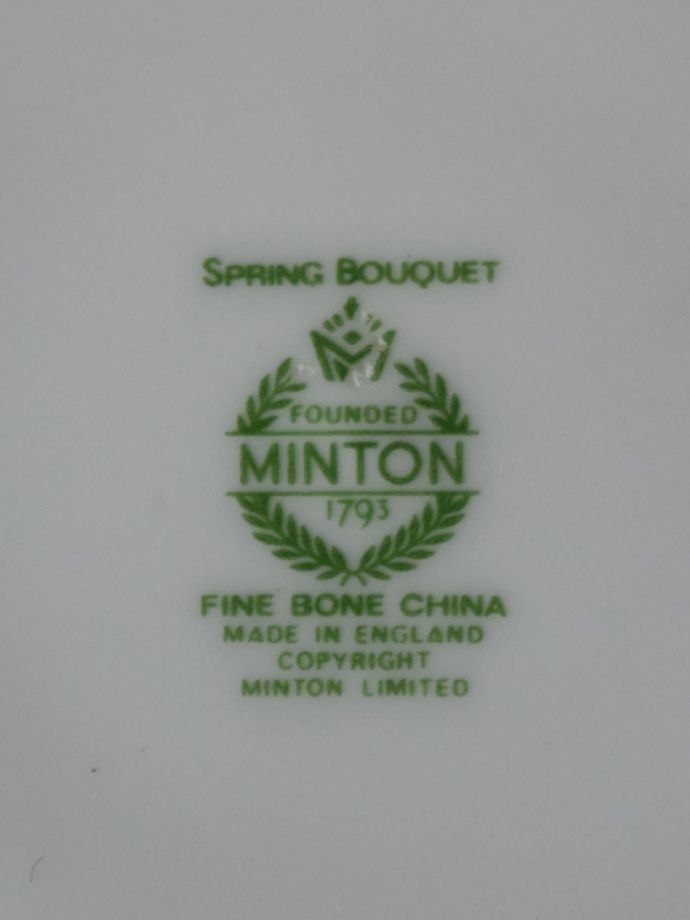 SPRING BOUQUET
M
FOUNDED
MINTON
1793
FINE BONE CHINA
MADE IN ENGLAND
COPYRIGHT
MINTON LIMITED